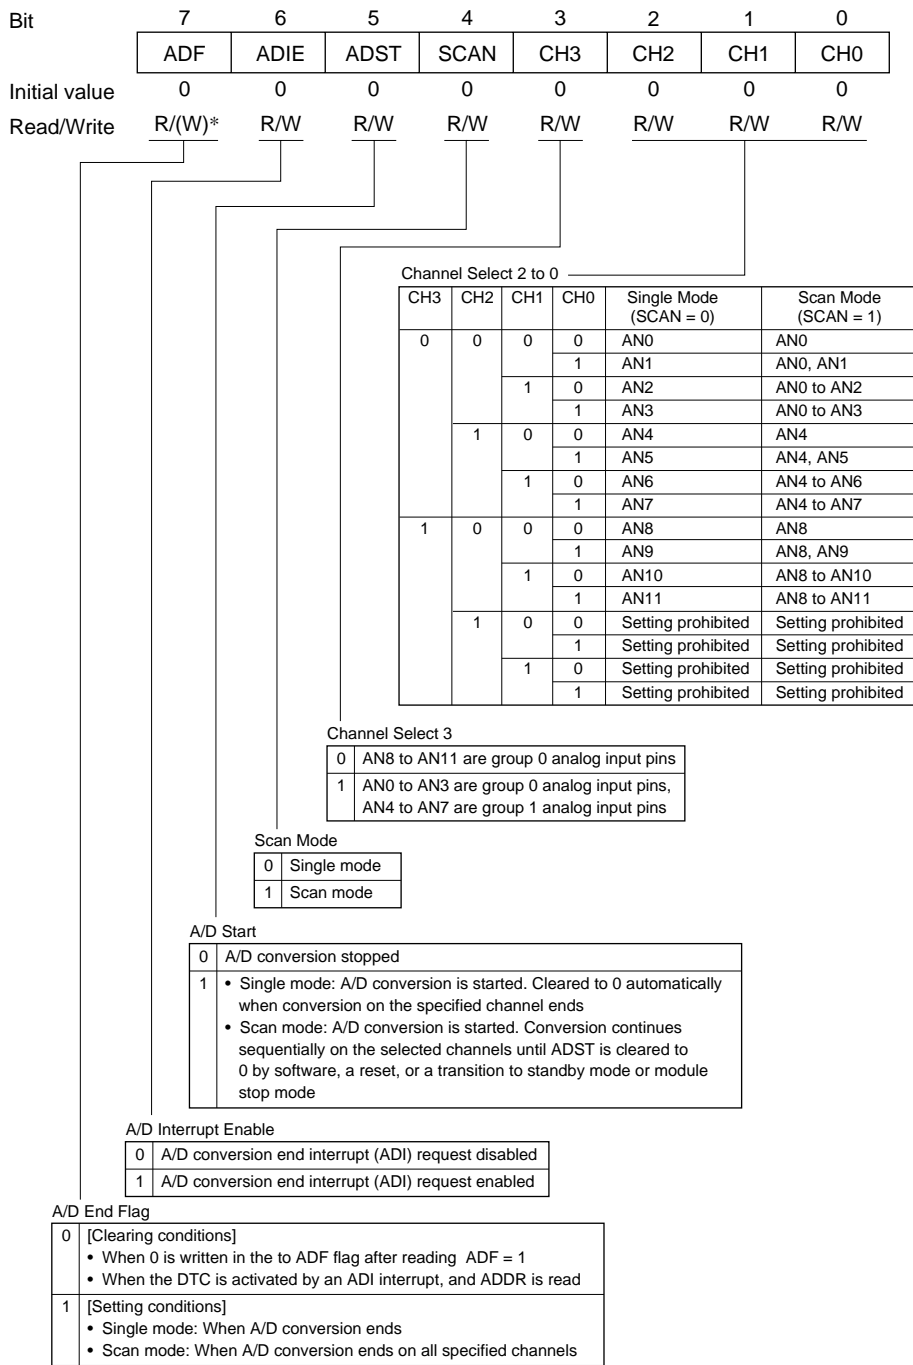 Bit 7 6 5 4 3 2 1 0
ADF ADIE ADST SCAN CH3 CH2 CH1 CH0
Initial value 0 0 0 0 0 0 0 0
Read/Write R/(W)* R/W R/W R/W R/W R/W R/W R/W
Channel Select 2 to 0
CH3 CH2 CH1 CH0 Single Mode (SCAN = 0) Scan Mode (SCAN = 1)
0 0 0 0 AN0 AN0
1 AN1 AN0, AN1
1 0 AN2 AN0 to AN2
1 AN3 AN0 to AN3
1 0 0 AN4 AN4
1 AN5 AN4, AN5
1 0 AN6 AN4 to AN6
1 AN7 AN4 to AN7
1 0 0 0 AN8 AN8
1 AN9 AN8, AN9
1 0 AN10 AN8 to AN10
1 AN11 AN8 to AN11
1 0 0 Setting prohibited Setting prohibited
1 Setting prohibited Setting prohibited
1 0 Setting prohibited Setting prohibited
1 Setting prohibited Setting prohibited
Channel Select 3
0 AN8 to AN11 are group 0 analog input pins
1 AN0 to AN3 are group 0 analog input pins,
AN4 to AN7 are group 1 analog input pins
Scan Mode
0 Single mode
1 Scan mode
A/D Start
0 A/D conversion stopped
1 • Single mode: A/D conversion is started. Cleared to 0 automatically
when conversion on the specified channel ends
• Scan mode: A/D conversion is started. Conversion continues
sequentially on the selected channels until ADST is cleared to
0 by software, a reset, or a transition to standby mode or module
stop mode
A/D Interrupt Enable
0 A/D conversion end interrupt (ADI) request disabled
1 A/D conversion end interrupt (ADI) request enabled
A/D End Flag
0 [Clearing conditions]
• When 0 is written in the to ADF flag after reading ADF = 1
• When the DTC is activated by an ADI interrupt, and ADDR is read
1 [Setting conditions]
• Single mode: When A/D conversion ends
• Scan mode: When A/D conversion ends on all specified channels